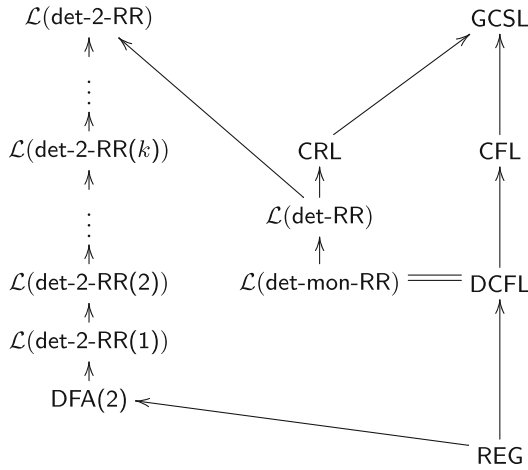 ℒ(det-2-RR) GCSL
⋮
ℒ(det-2-RR(k)) CRL CFL
ℒ(det-RR)
⋮
ℒ(det-2-RR(2)) ℒ(det-mon-RR) DCFL
ℒ(det-2-RR(1))
DFA(2)
REG